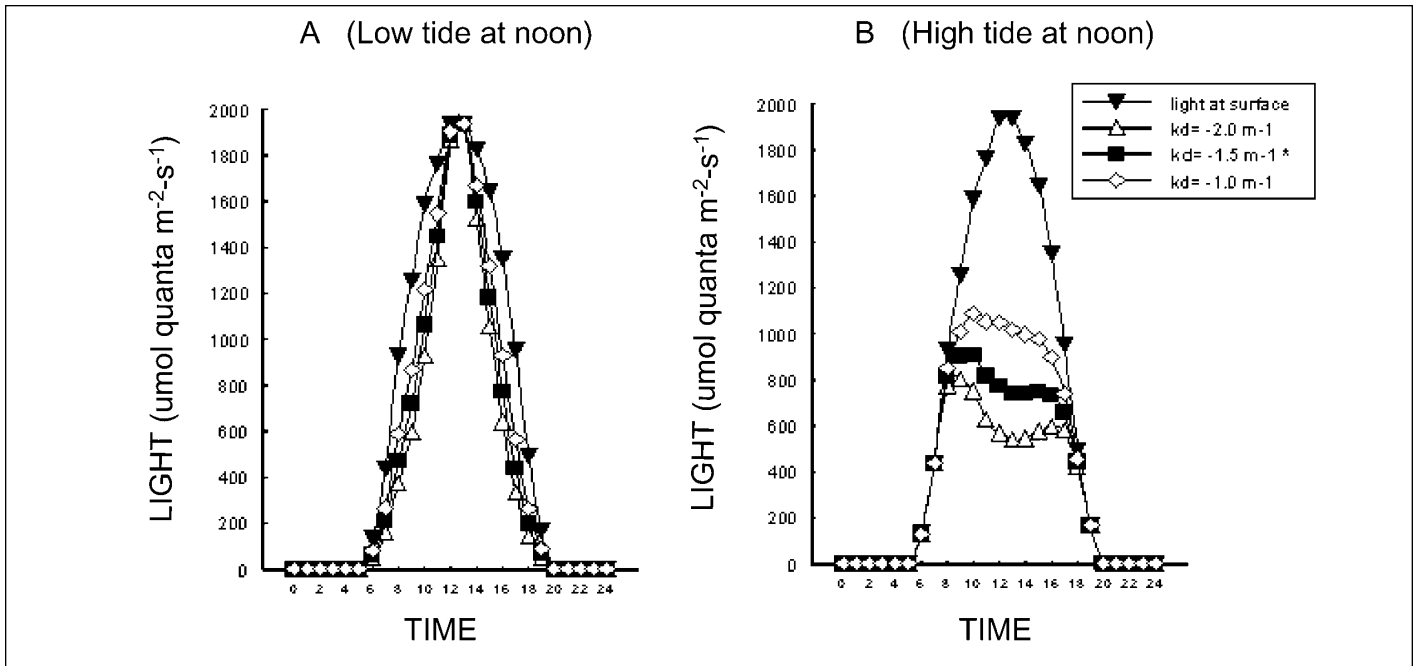 A (Low tide at noon)
LIGHT (umol quanta m-2-s-1)
2000
1800
1600
1400
1200
1000
800
600
400
200
0
0 2 4 6 8 10 12 14 16 18 20 22 24
TIME
B (High tide at noon)
LIGHT (umol quanta m-2-s-1)
2000
1800
1600
1400
1200
1000
800
600
400
200
0
0 2 4 6 8 10 12 14 16 18 20 22 24
TIME
light at surface
kd= -2.0 m-1
kd= -1.5 m-1 *
kd= -1.0 m-1